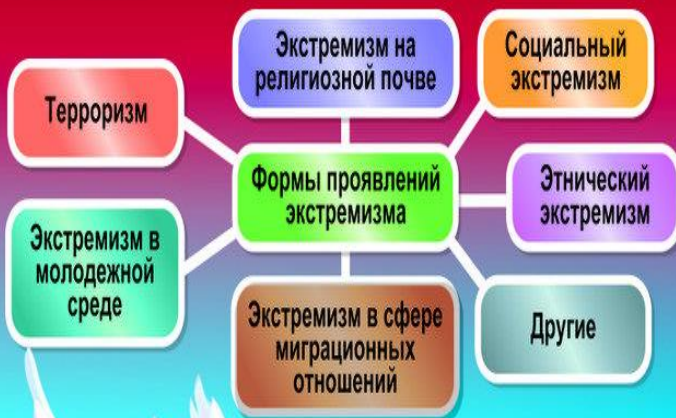 Экстремизм на
религиозной почве
Социальный
экстремизм
Терроризм
Формы проявлений
экстремизма
Этнический
экстремизм
Экстремизм в
молодежной
среде
Экстремизм в сфере
миграционных
отношений
Другие